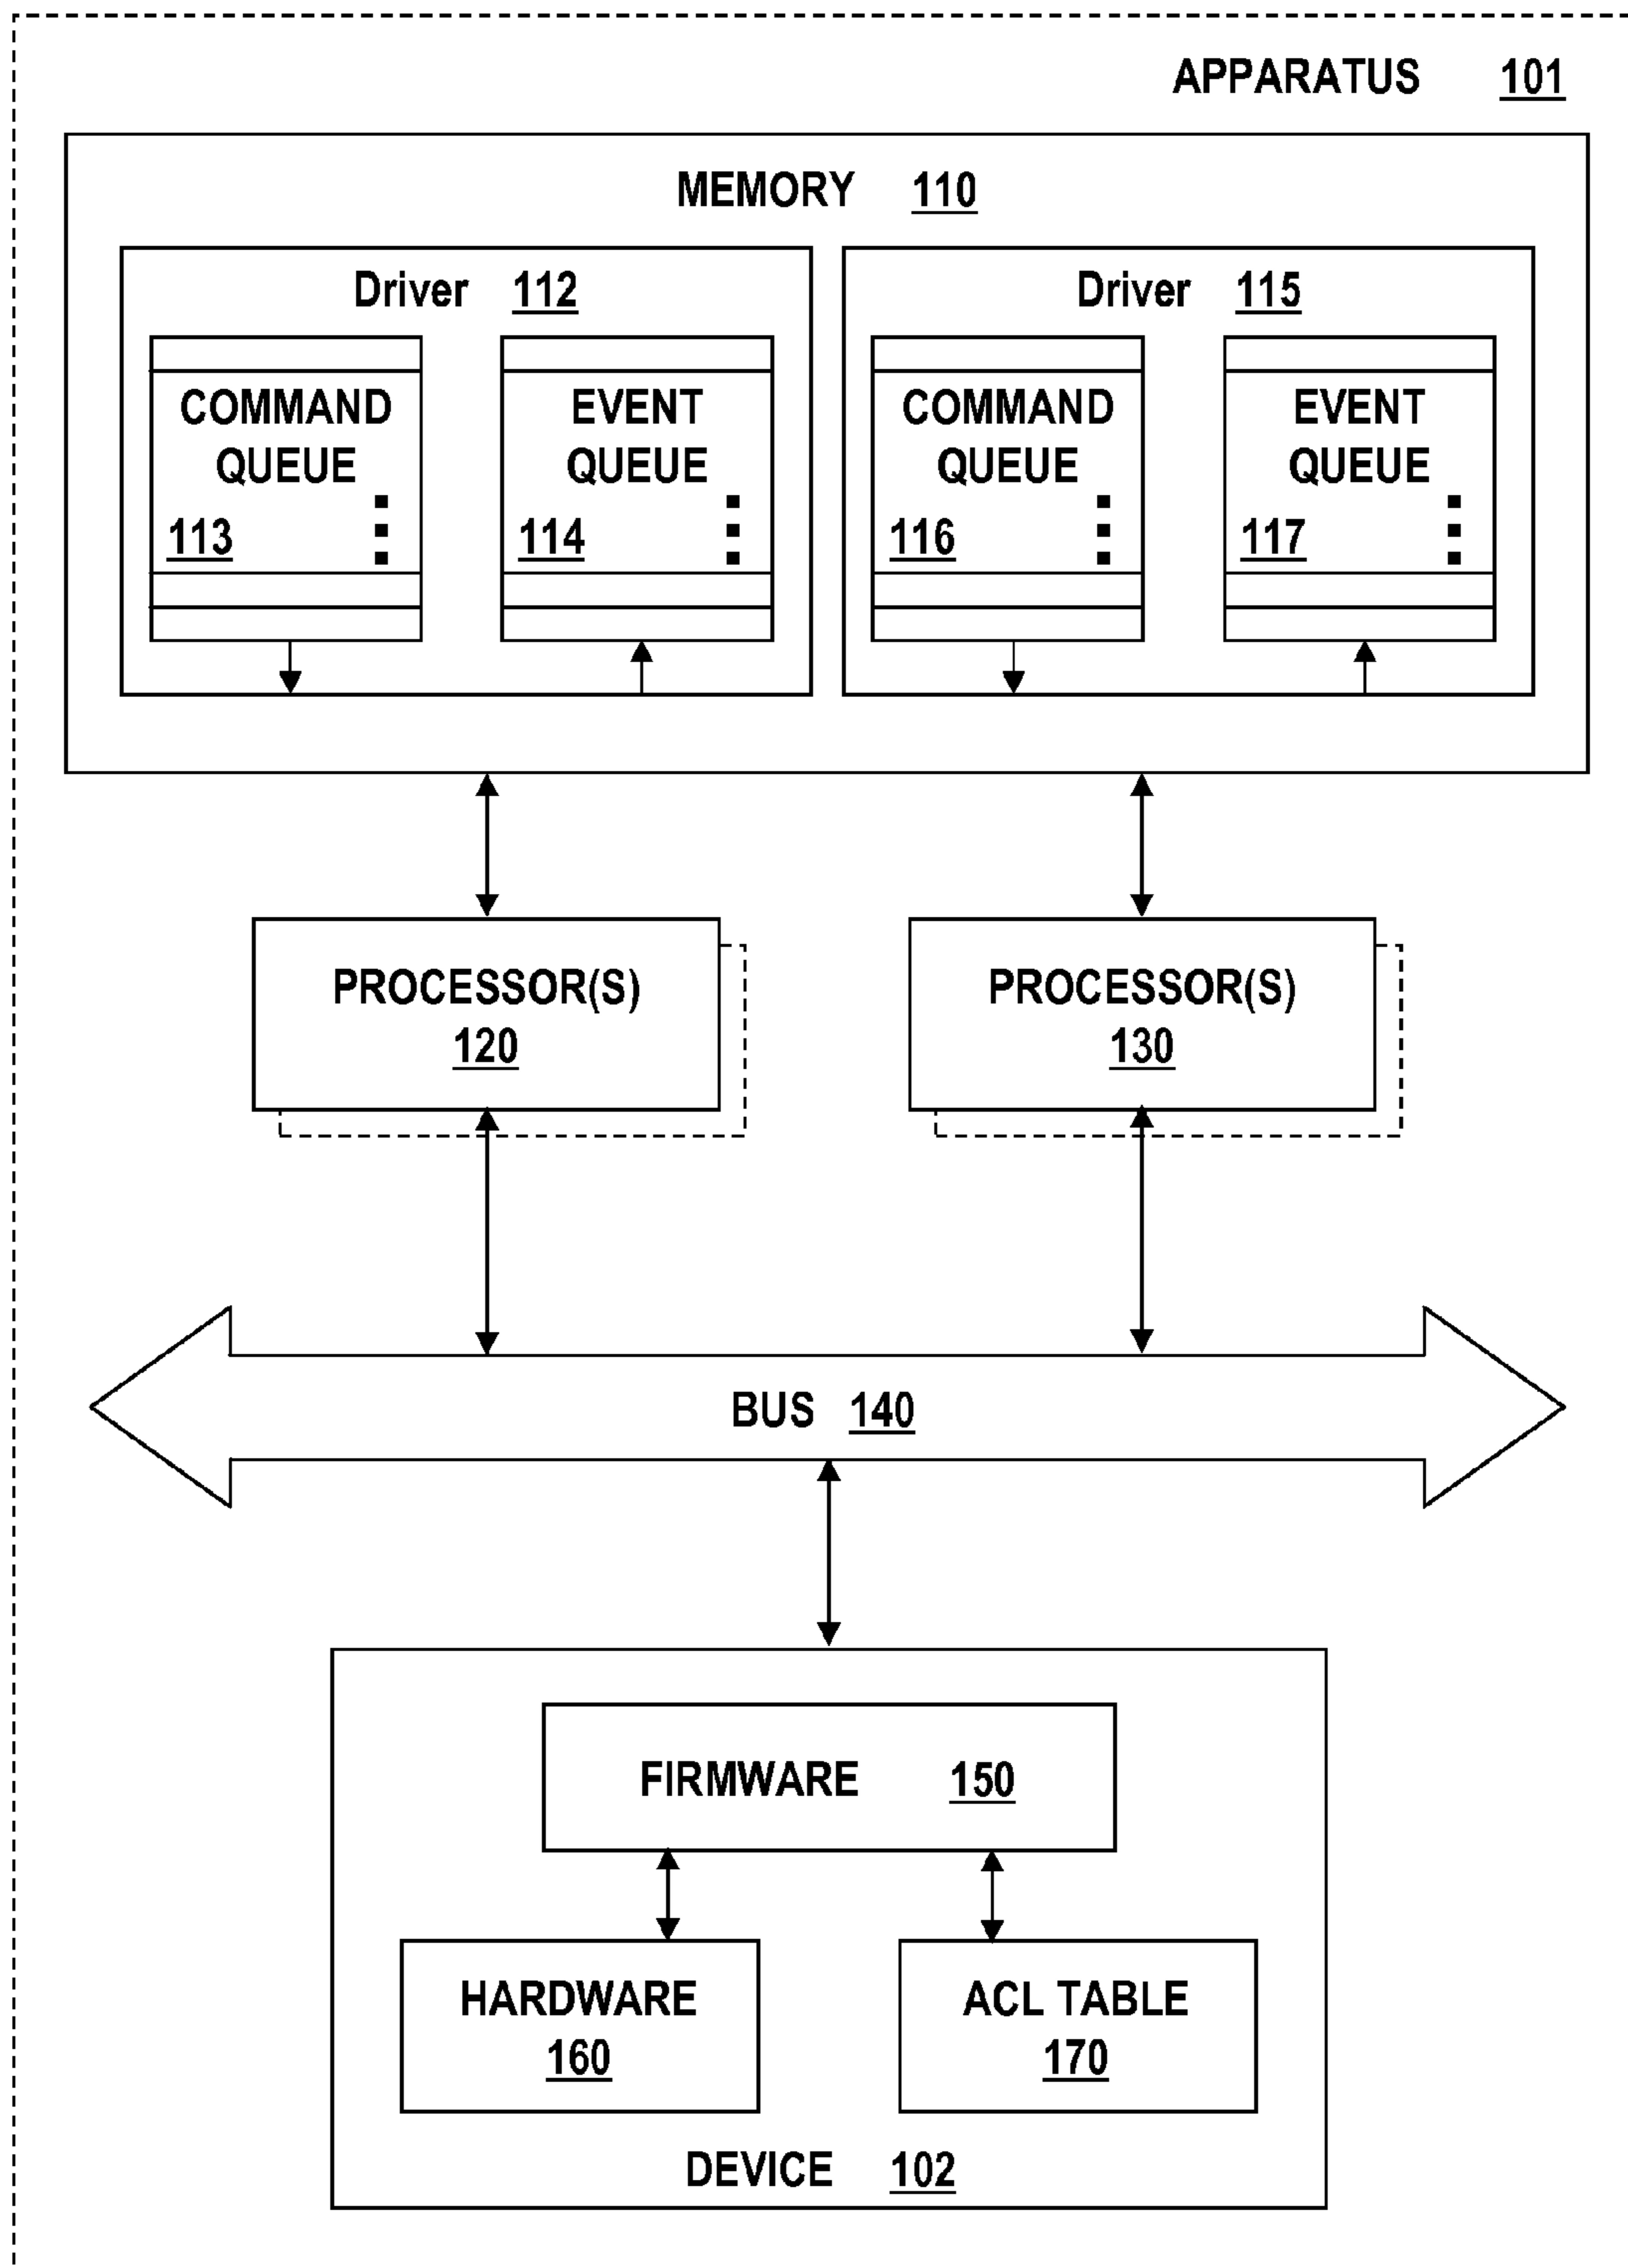 APPARATUS 101
MEMORY 110
Driver 112
COMMAND
QUEUE
113
EVENT
QUEUE
114
Driver 115
COMMAND
QUEUE
116
EVENT
QUEUE
117
PROCESSOR(S)
120
PROCESSOR(S)
130
BUS 140
FIRMWARE 150
HARDWARE
160
ACL TABLE
170
DEVICE 102